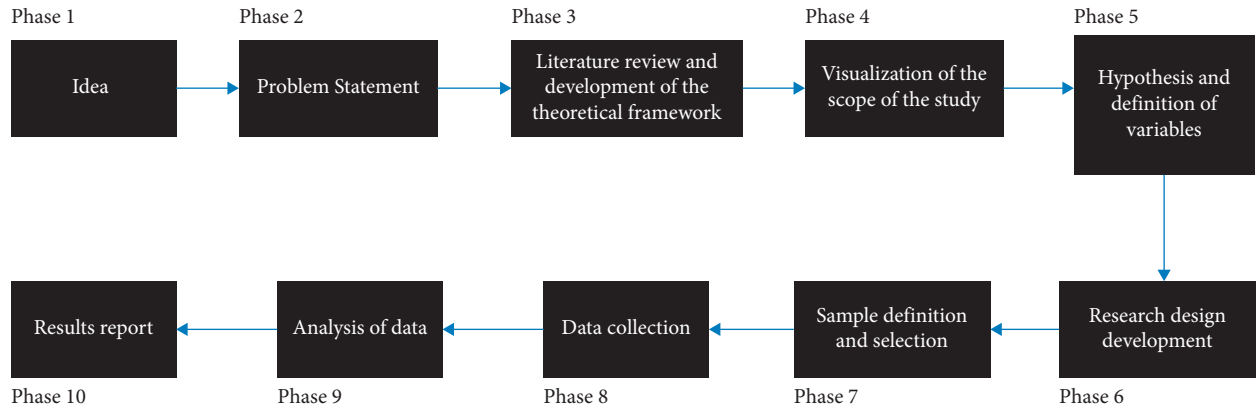 Phase 1
Idea
Phase 2
Problem Statement
Phase 3
Literature review and
development of the
theoretical framework
Phase 4
Visualization of the
scope of the study
Phase 5
Hypothesis and
definition of
variables
Research design
development
Phase 6
Sample definition
and selection
Phase 7
Data collection
Phase 8
Analysis of data
Phase 9
Results report
Phase 10